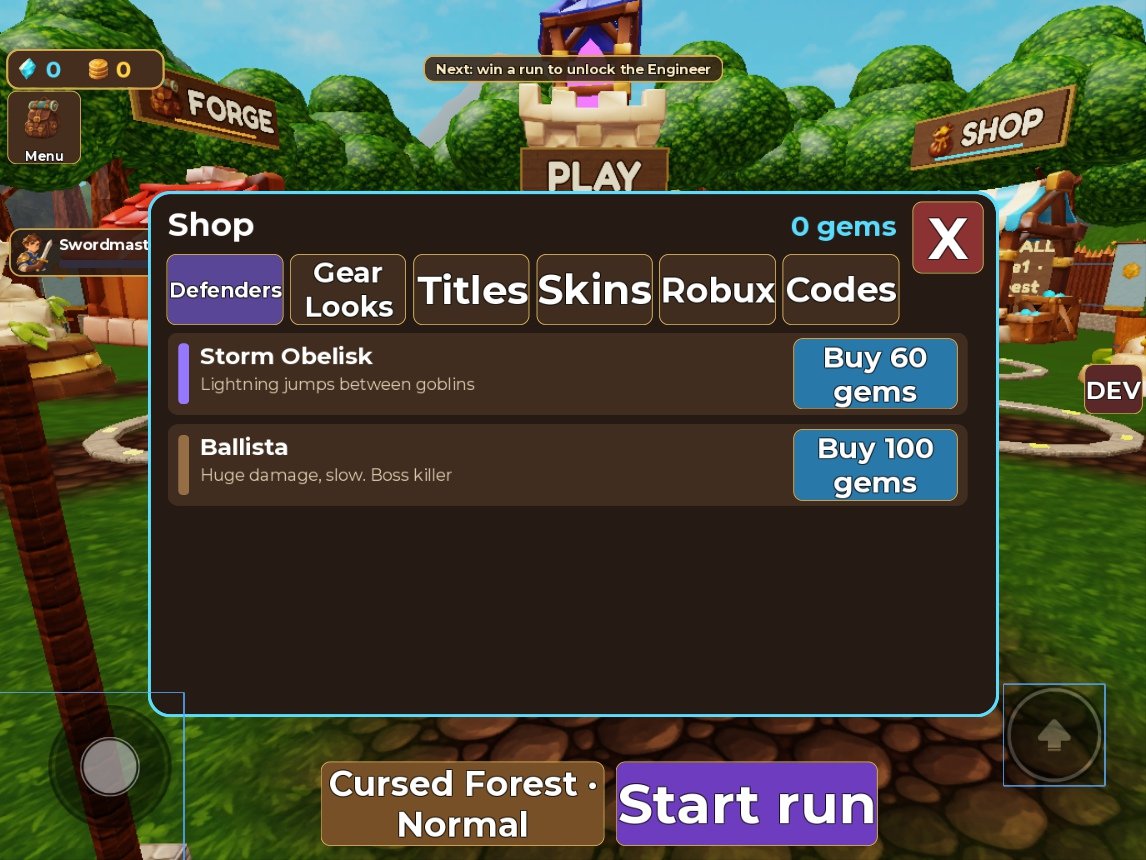 0 0
Next: win a run to unlock the Engineer
FORGE
SHOP
Menu
PLAY
Swordmast
Shop
0 gems
X
Defenders
Gear
Looks
Titles
Skins
Robux
Codes
ALL
est
Storm Obelisk
Lightning jumps between goblins
Buy 60
gems
DEV
Ballista
Huge damage, slow. Boss killer
Buy 100
gems
Cursed Forest ·
Normal
Start run